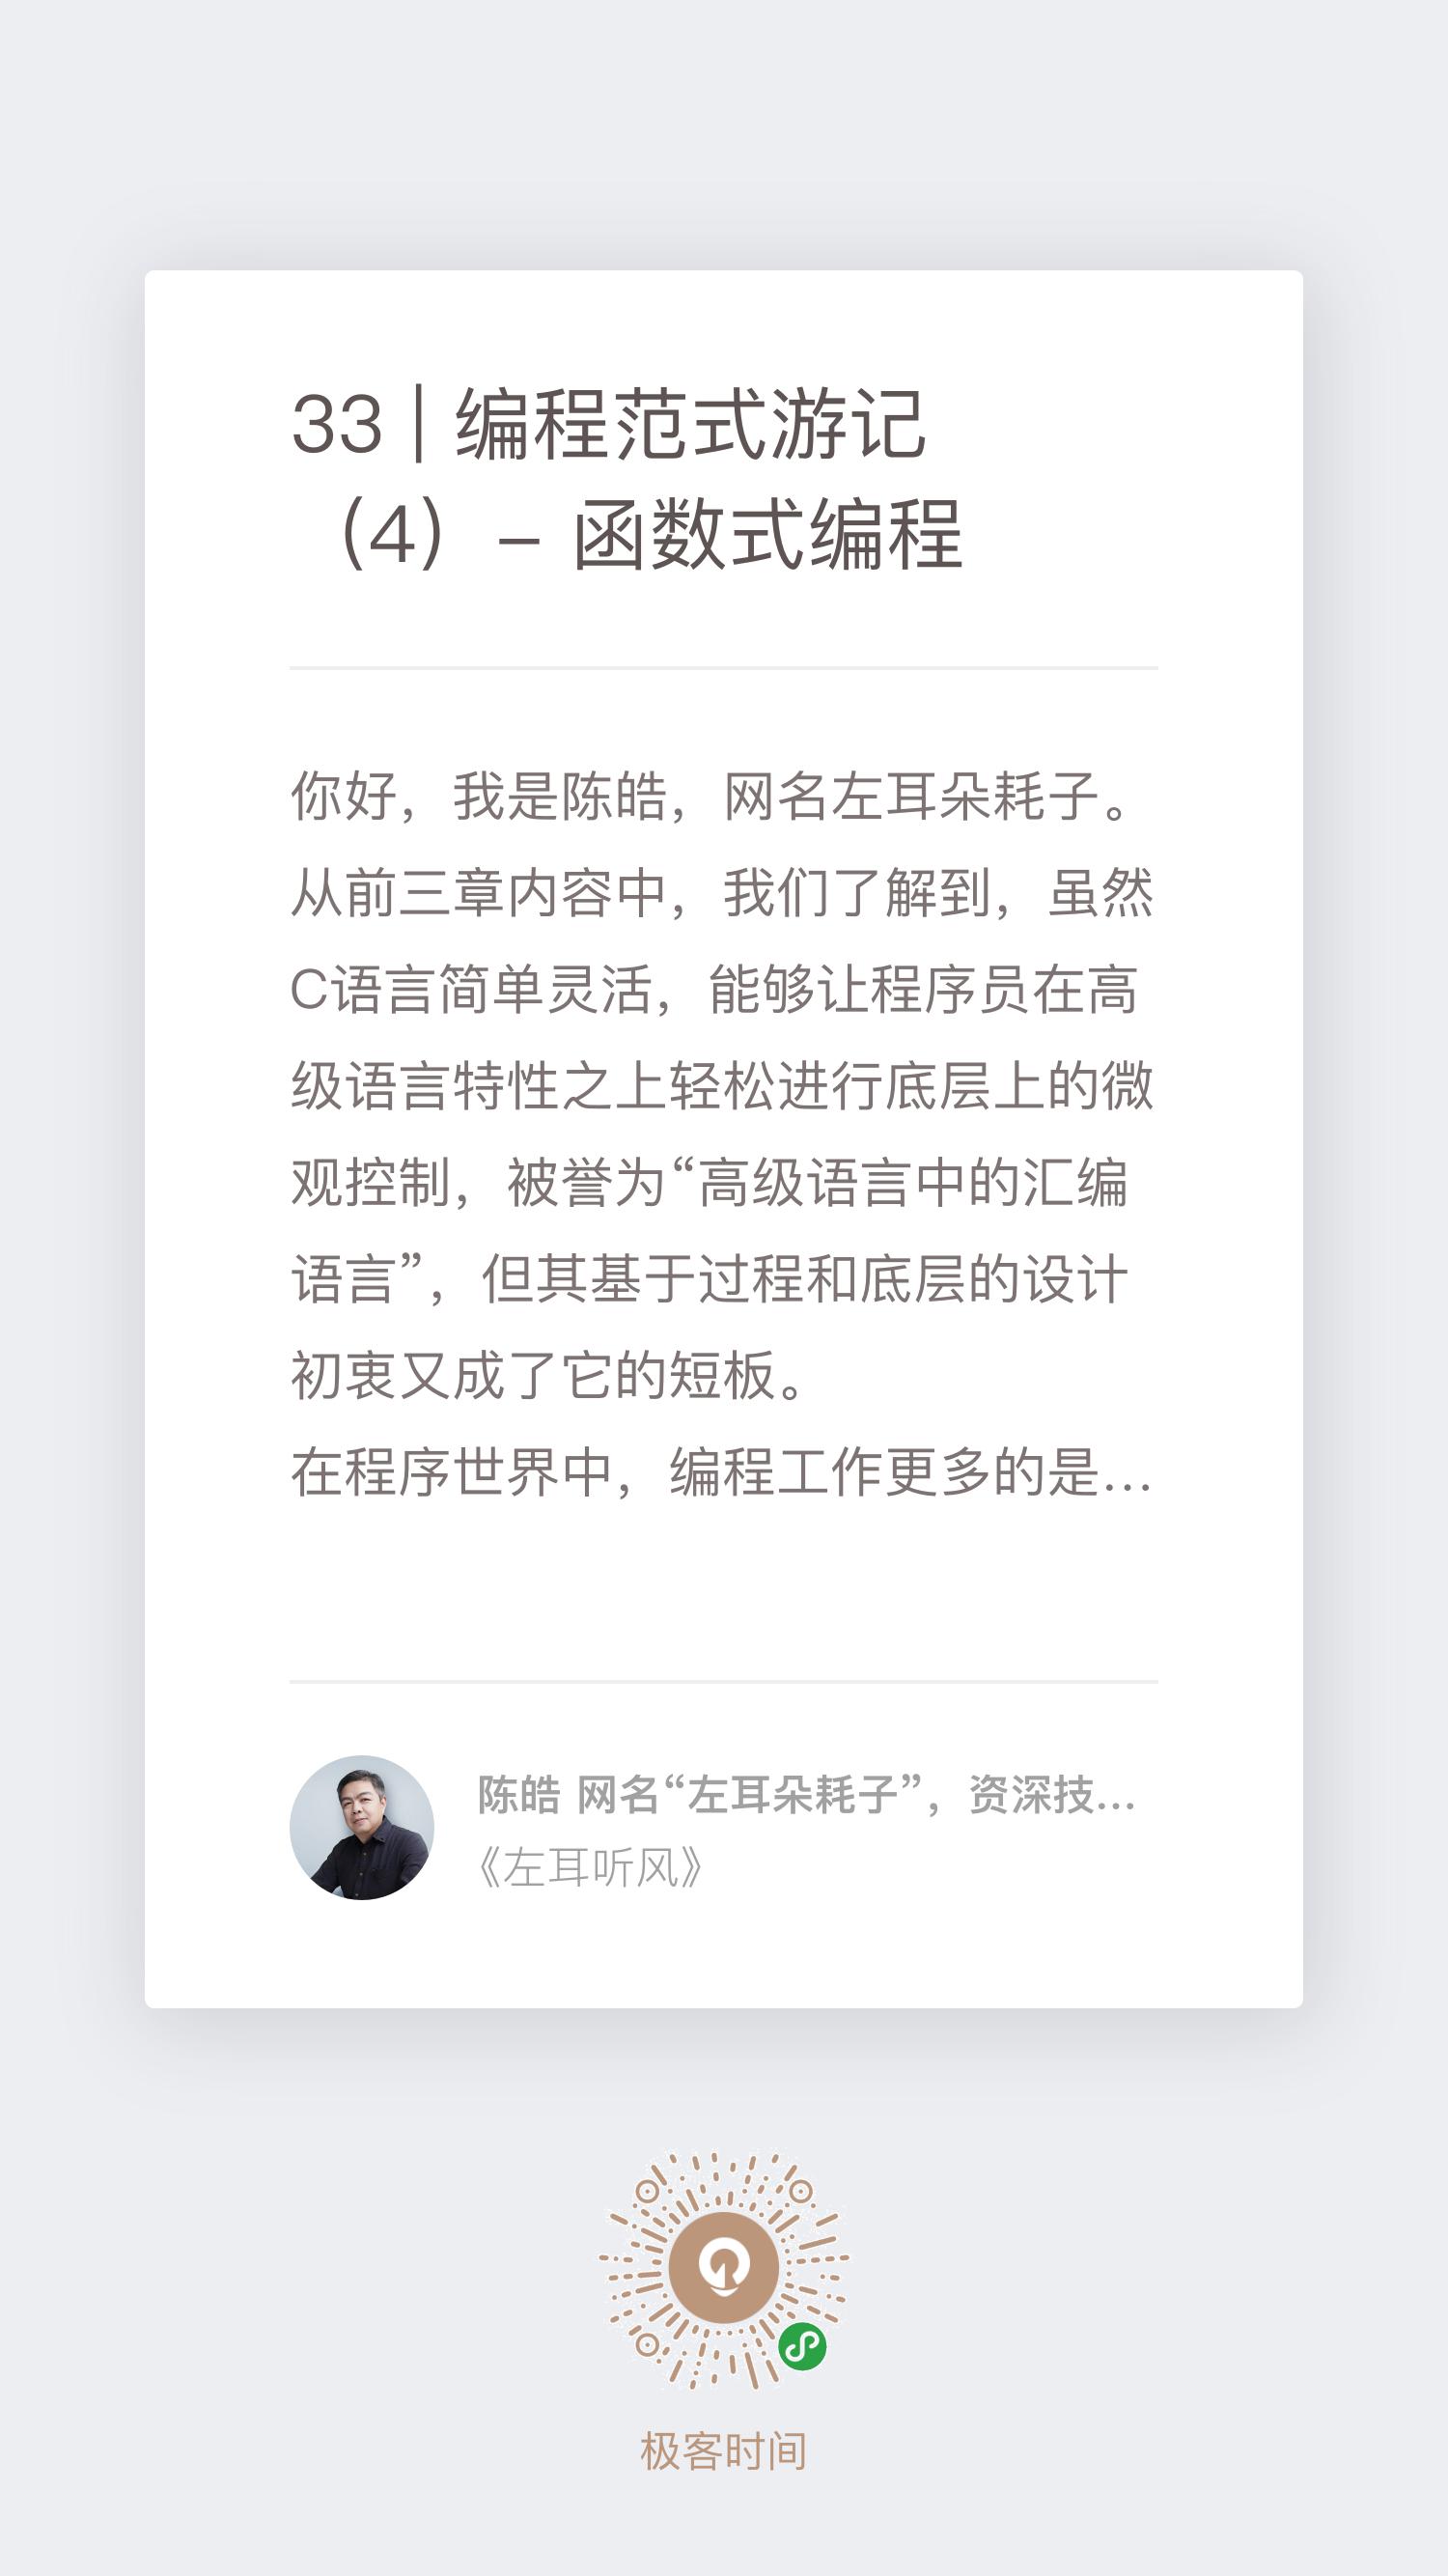 33 | 编程范式游记
（4）- 函数式编程
你好，我是陈皓，网名左耳朵耗子。
从前三章内容中，我们了解到，虽然
C语言简单灵活，能够让程序员在高
级语言特性之上轻松进行底层上的微
观控制，被誉为“高级语言中的汇编
语言”，但其基于过程和底层的设计
初衷又成了它的短板。
在程序世界中，编程工作更多的是...
陈皓 网名“左耳朵耗子”，资深技...
《左耳听风》
极客时间